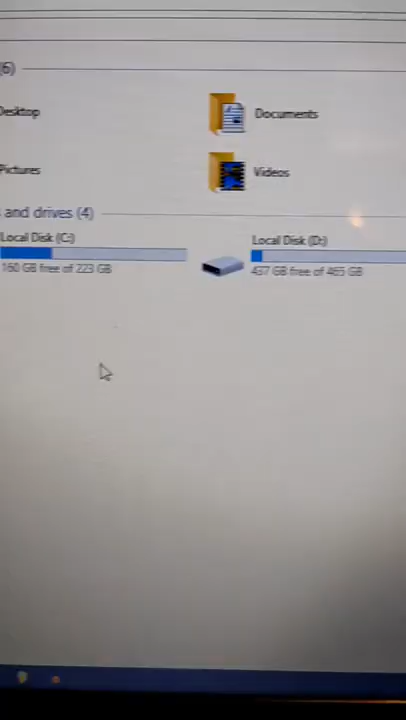 (6)
Desktop
Documents
Pictures
Videos
and drives (4)
Local Disk (C:)
Local Disk (D:)
160 GB free of 223 GB
437 GB free of 465 GB